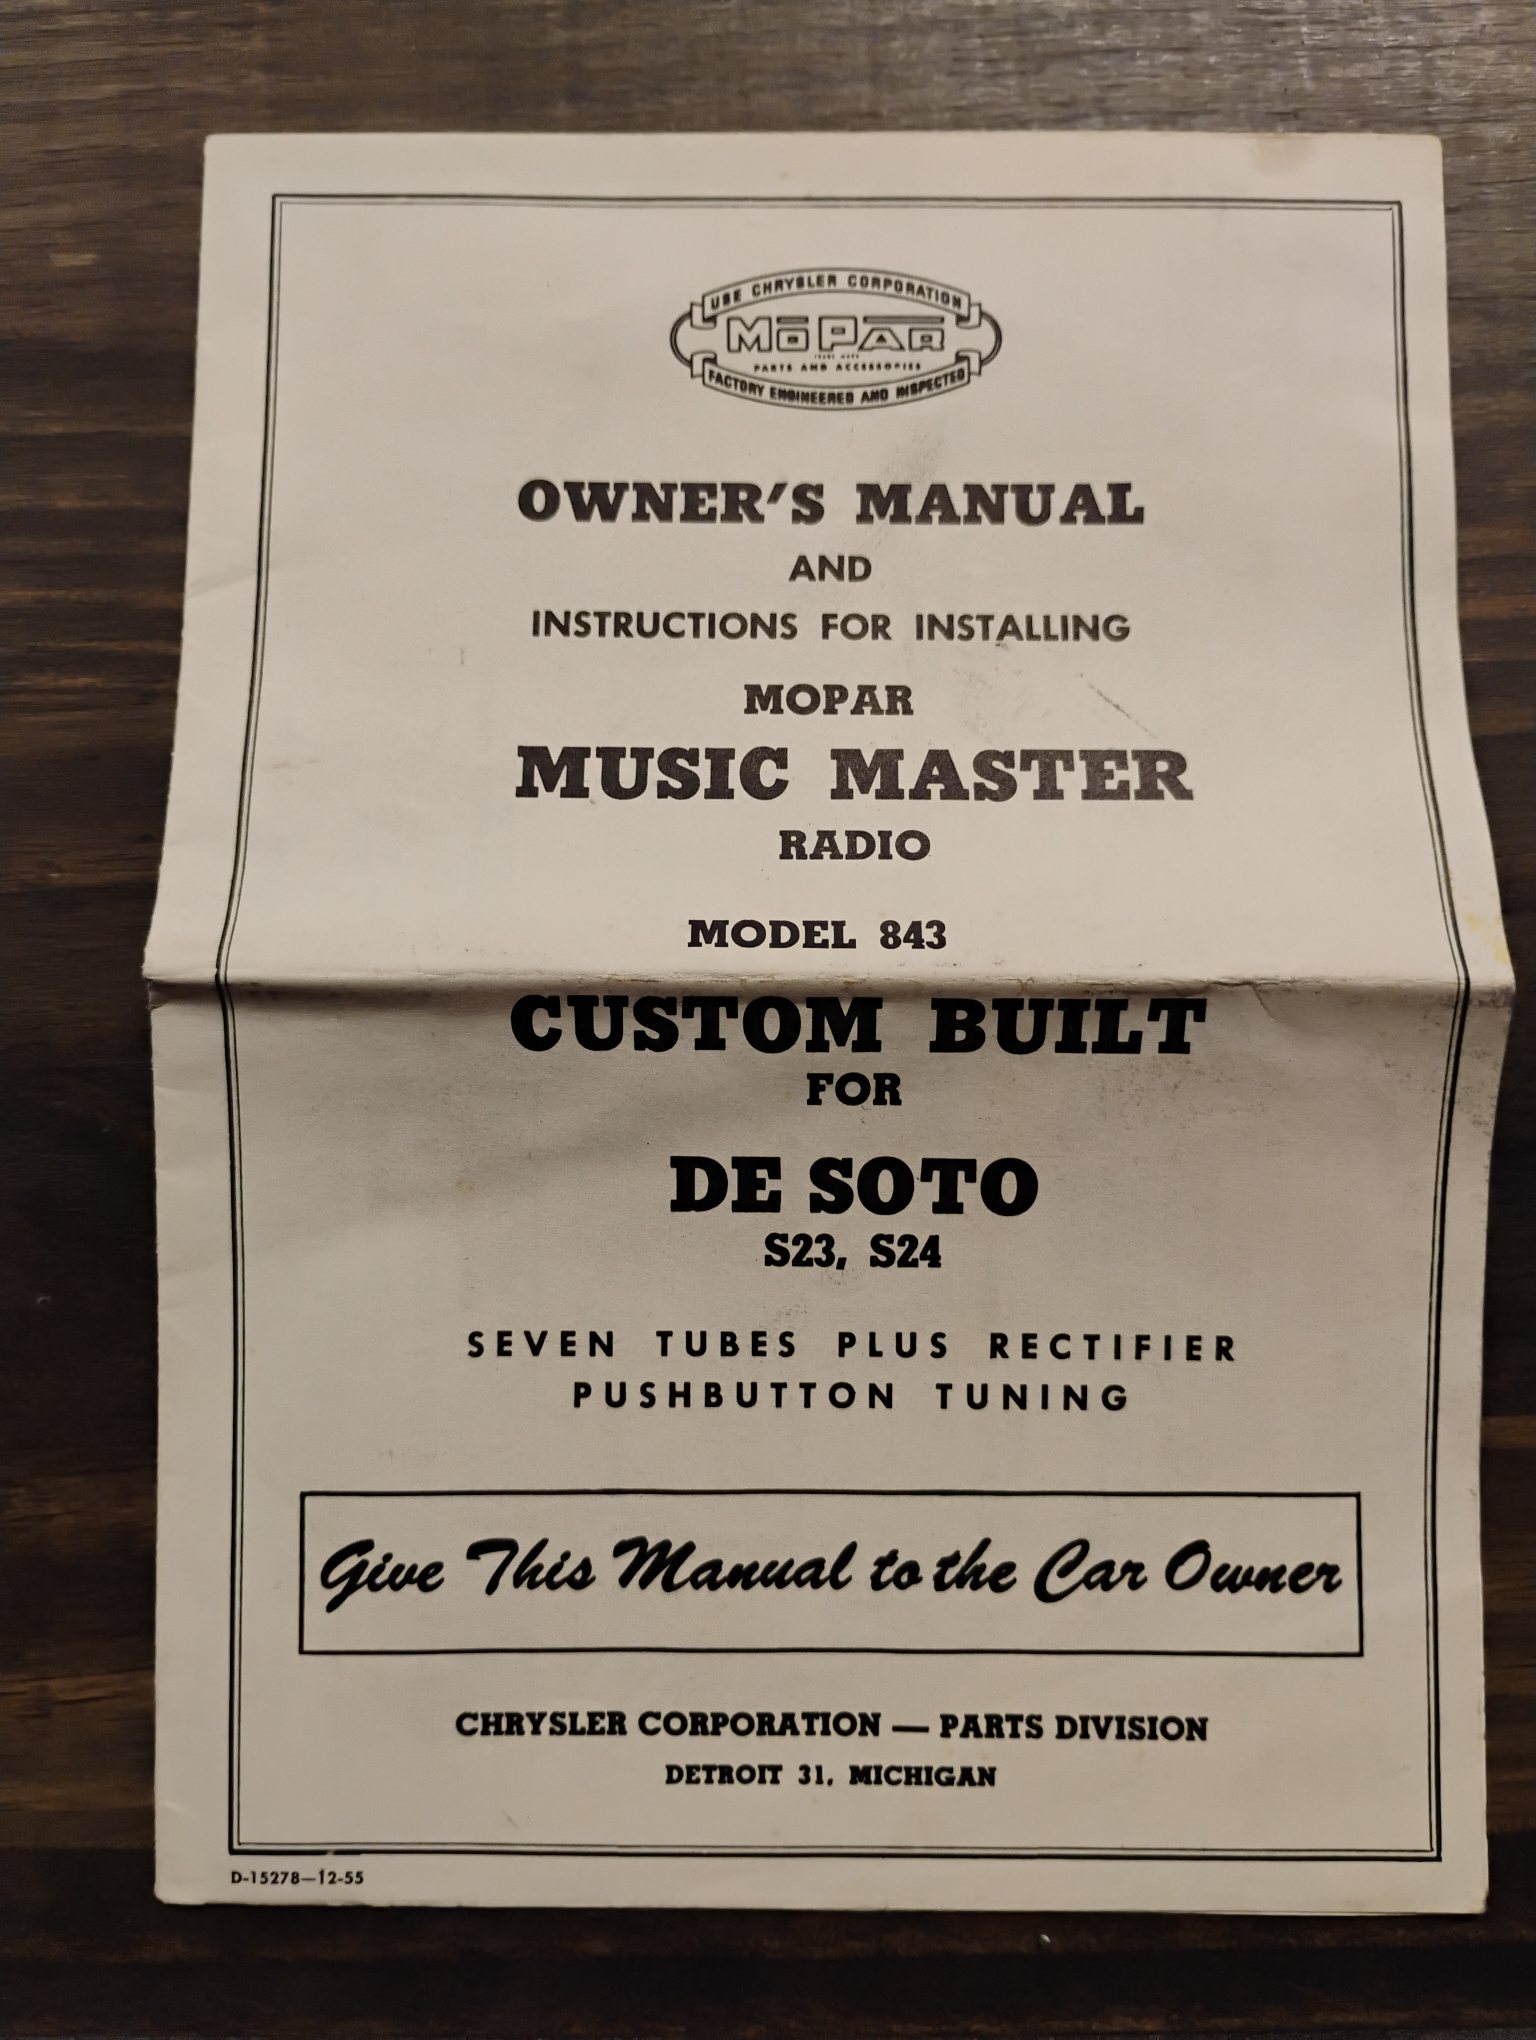 USE CHRYSLER CORPORATION
MOPAR
TRADE MARK
PARTS AND ACCESSORIES
FACTORY ENGINEERED AND INSPECTED
OWNER'S MANUAL
AND
INSTRUCTIONS FOR INSTALLING
MOPAR
MUSIC MASTER
RADIO
MODEL 843
CUSTOM BUILT
FOR
DE SOTO
S23, S24
SEVEN TUBES PLUS RECTIFIER
PUSHBUTTON TUNING
Give This Manual to the Car Owner
CHRYSLER CORPORATION — PARTS DIVISION
DETROIT 31, MICHIGAN
D-15278—12-55